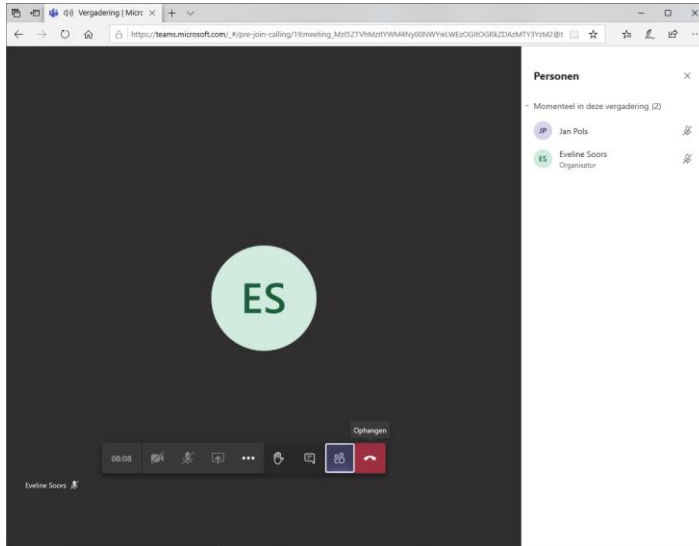 Vergadering | Micro
https://teams.microsoft.com/_#/pre-join-calling/19:meeting_
Personen
Momenteel in deze vergadering (2)
JP Jan Pols
ES Eveline Soors
Organisator
ES
Ophangen
08:08
Eveline Soors